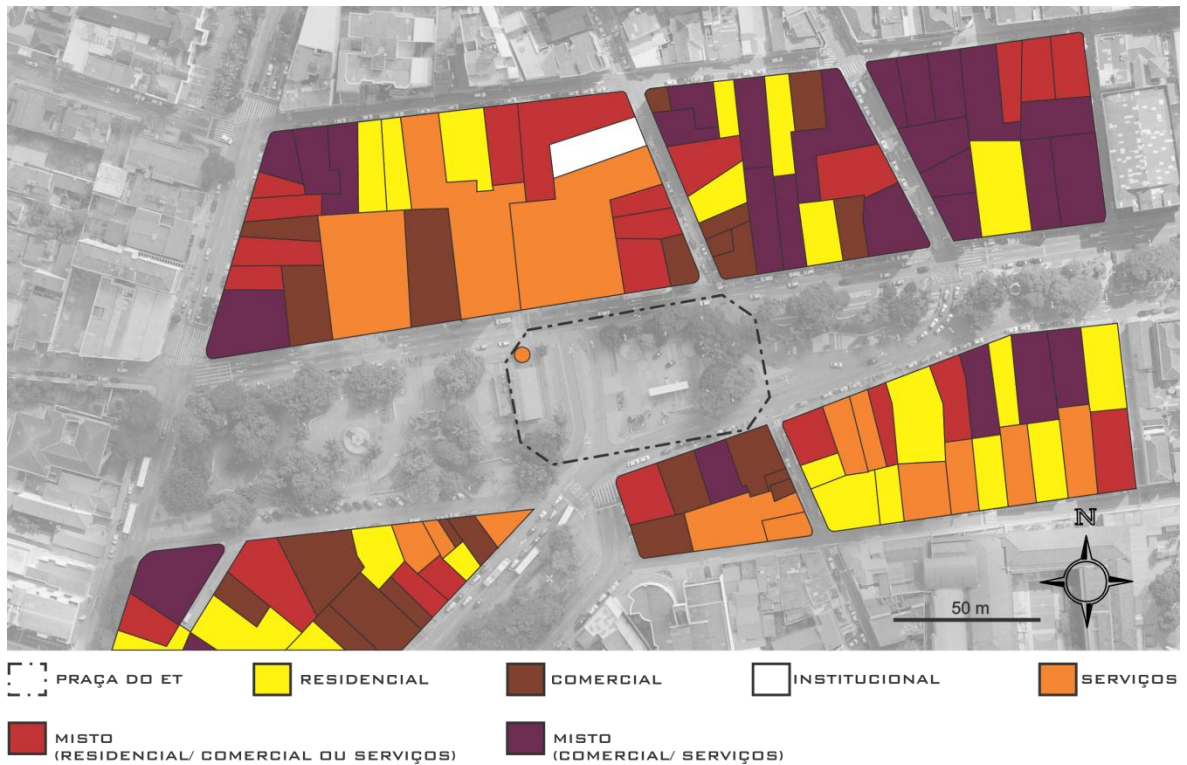 N
50 m
PRAÇA DO ET
RESIDENCIAL
COMERCIAL
INSTITUCIONAL
SERVIÇOS
MISTO
(RESIDENCIAL/ COMERCIAL OU SERVIÇOS)
MISTO
(COMERCIAL/ SERVIÇOS)